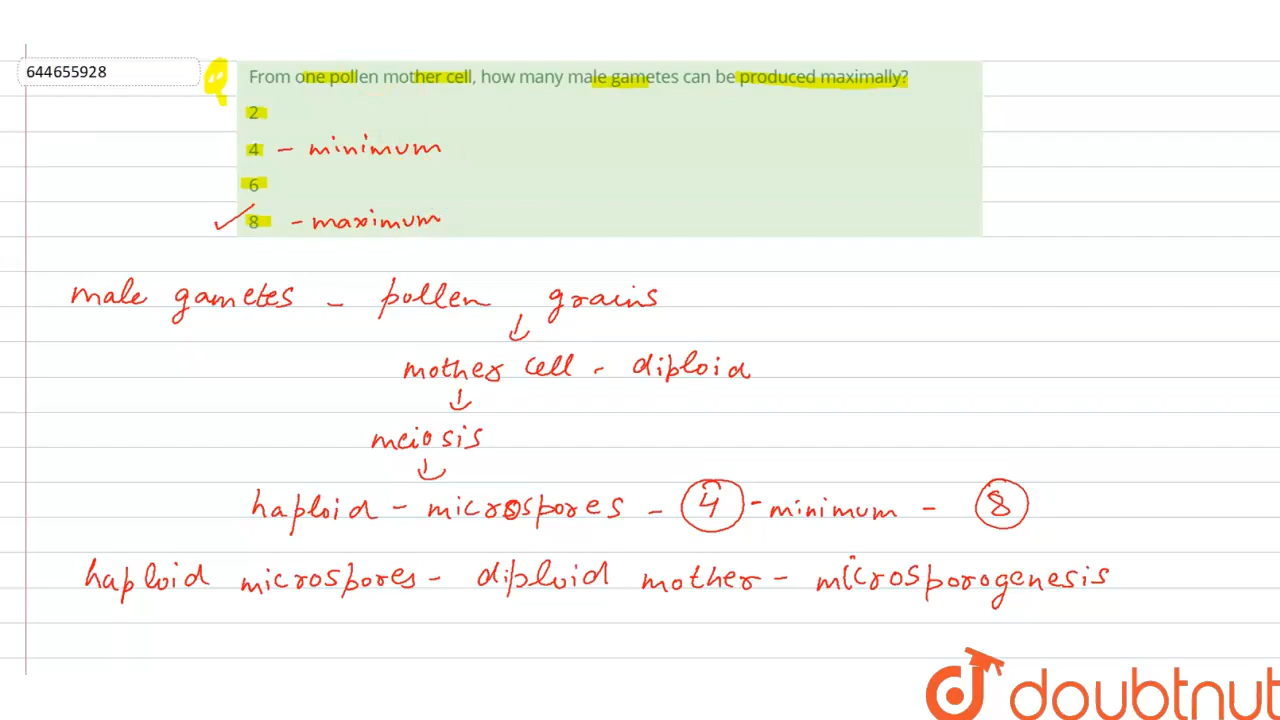 644655928
From one pollen mother cell, how many male gametes can be produced maximally?
2
4 - minimum
6
8 - maximum
male gametes - pollen grains
mother cell - diploid
meiosis
haploid - microspores - 4 - minimum - 8
haploid microspores - diploid mother - microsporogenesis
doubtnut